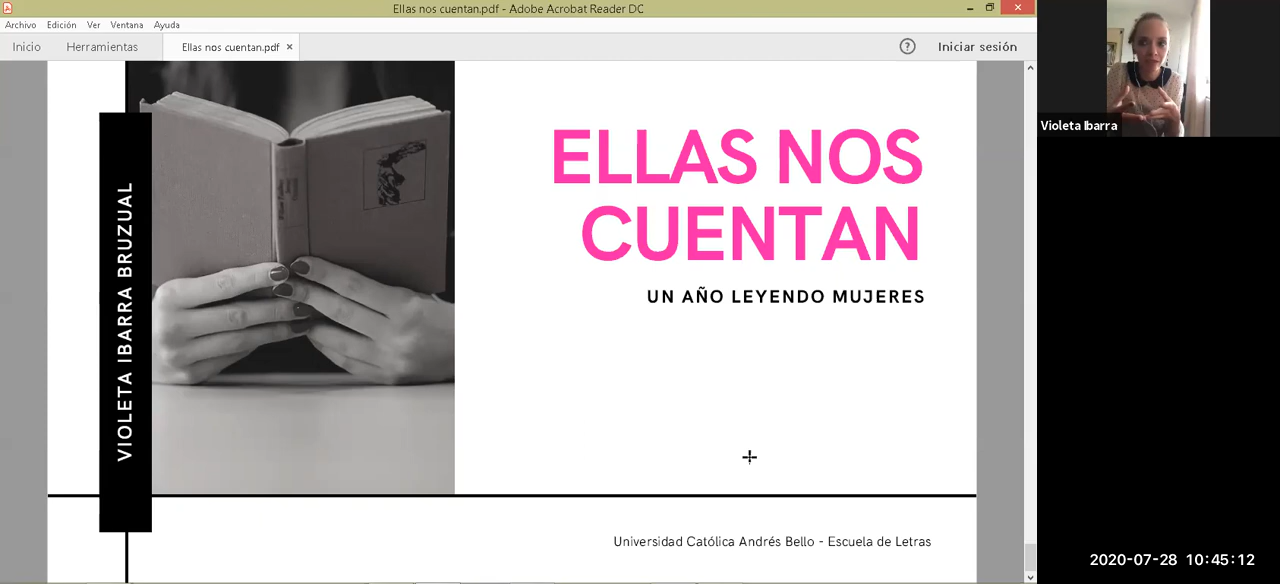 Ellas nos cuentan.pdf - Adobe Acrobat Reader DC
Archivo Edición Ver Ventana Ayuda
Inicio Herramientas Ellas nos cuentan.pdf × ? Iniciar sesión
VIOLETA IBARRA BRUZUAL
ELLAS NOS
CUENTAN
UN AÑO LEYENDO MUJERES
Universidad Católica Andrés Bello - Escuela de Letras
Violeta Ibarra
2020-07-28 10:45:12